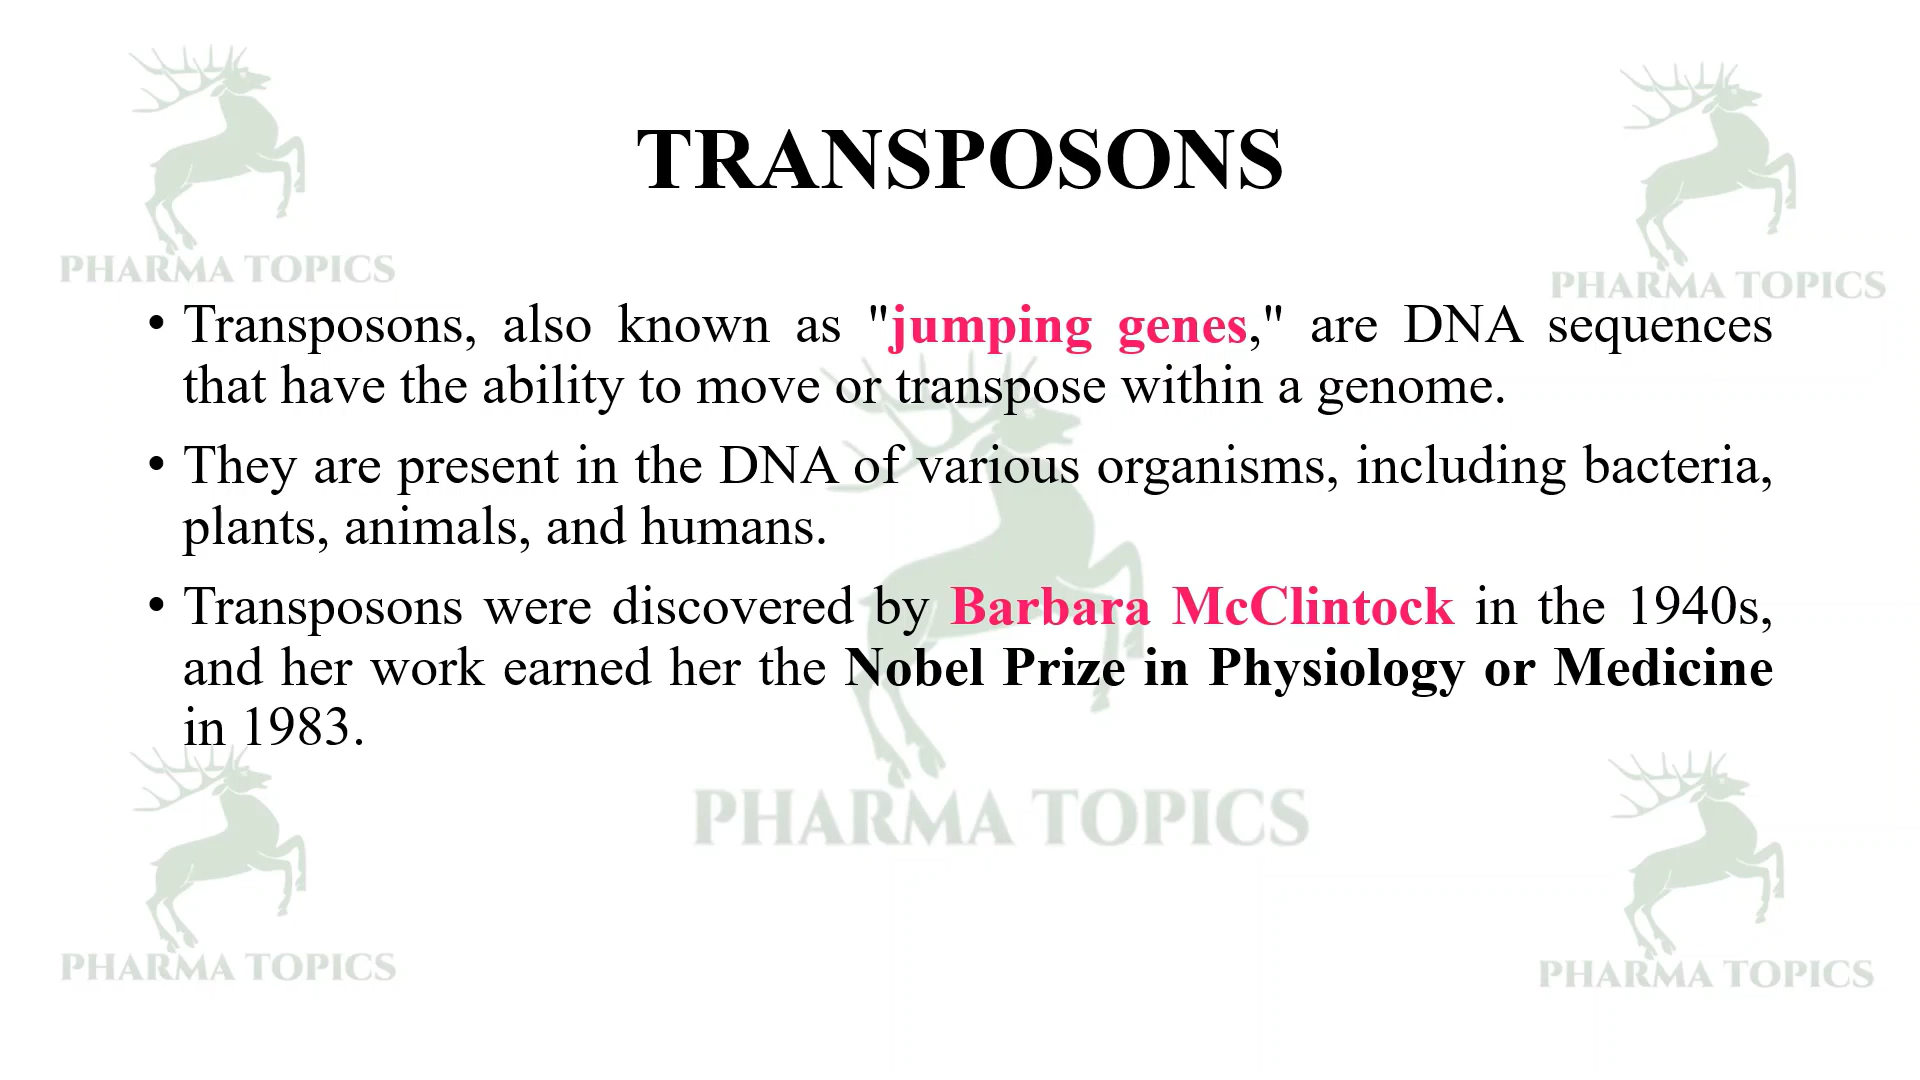 TRANSPOSONS
PHARMA TOPICS
PHARMA TOPICS
• Transposons, also known as "jumping genes," are DNA sequences
that have the ability to move or transpose within a genome.
• They are present in the DNA of various organisms, including bacteria,
plants, animals, and humans.
• Transposons were discovered by Barbara McClintock in the 1940s,
and her work earned her the Nobel Prize in Physiology or Medicine
in 1983.
PHARMA TOPICS
PHARMA TOPICS
PHARMA TOPICS